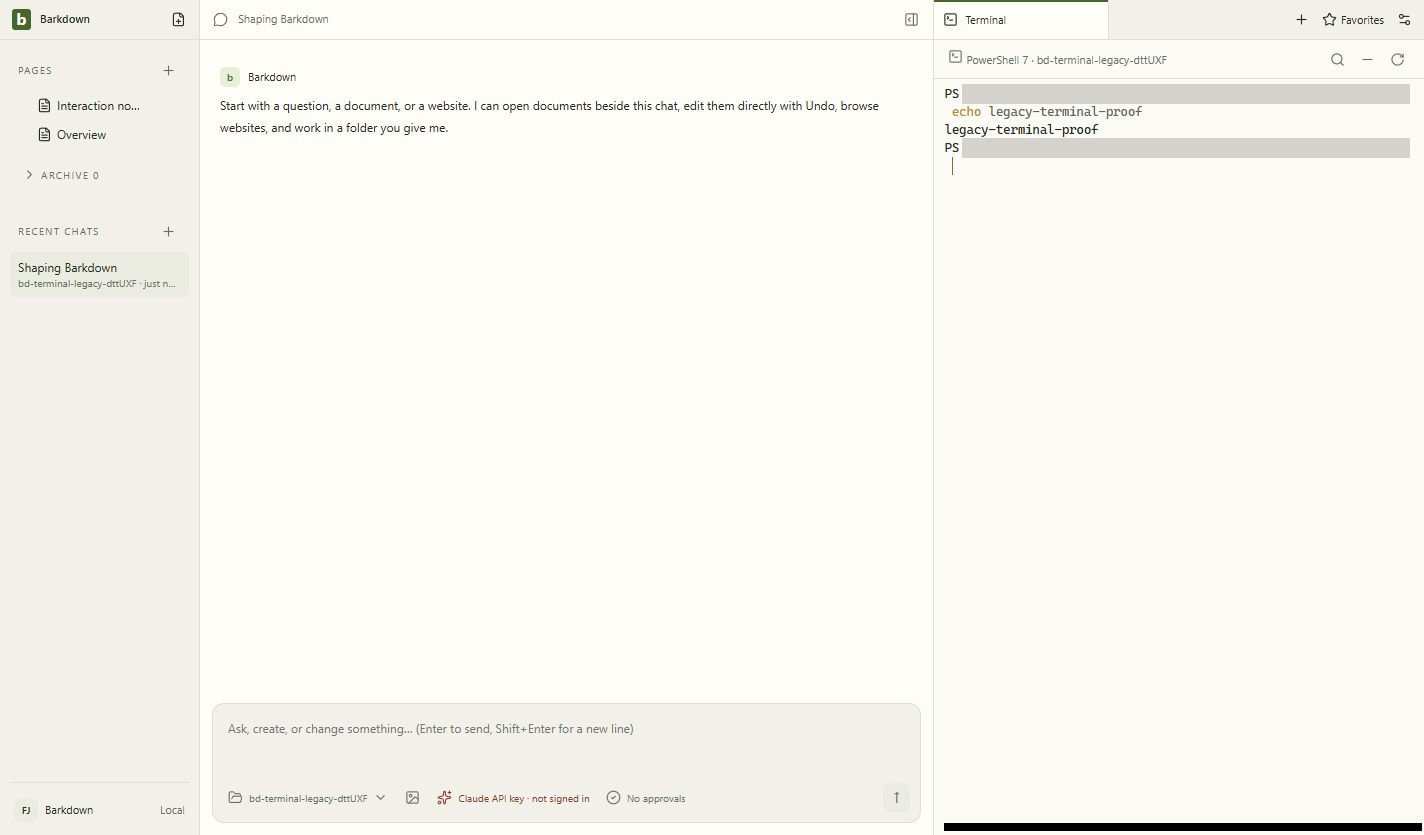 b Barkdown
PAGES
Interaction no...
Overview
ARCHIVE 0
RECENT CHATS
Shaping Barkdown
bd-terminal-legacy-dttUXF · just n...
FJ Barkdown Local
Shaping Barkdown
b Barkdown
Start with a question, a document, or a website. I can open documents beside this chat, edit them directly with Undo, browse
websites, and work in a folder you give me.
Ask, create, or change something... (Enter to send, Shift+Enter for a new line)
bd-terminal-legacy-dttUXF Claude API key · not signed in No approvals
Terminal Favorites
PowerShell 7 · bd-terminal-legacy-dttUXF
PS
echo legacy-terminal-proof
legacy-terminal-proof
PS